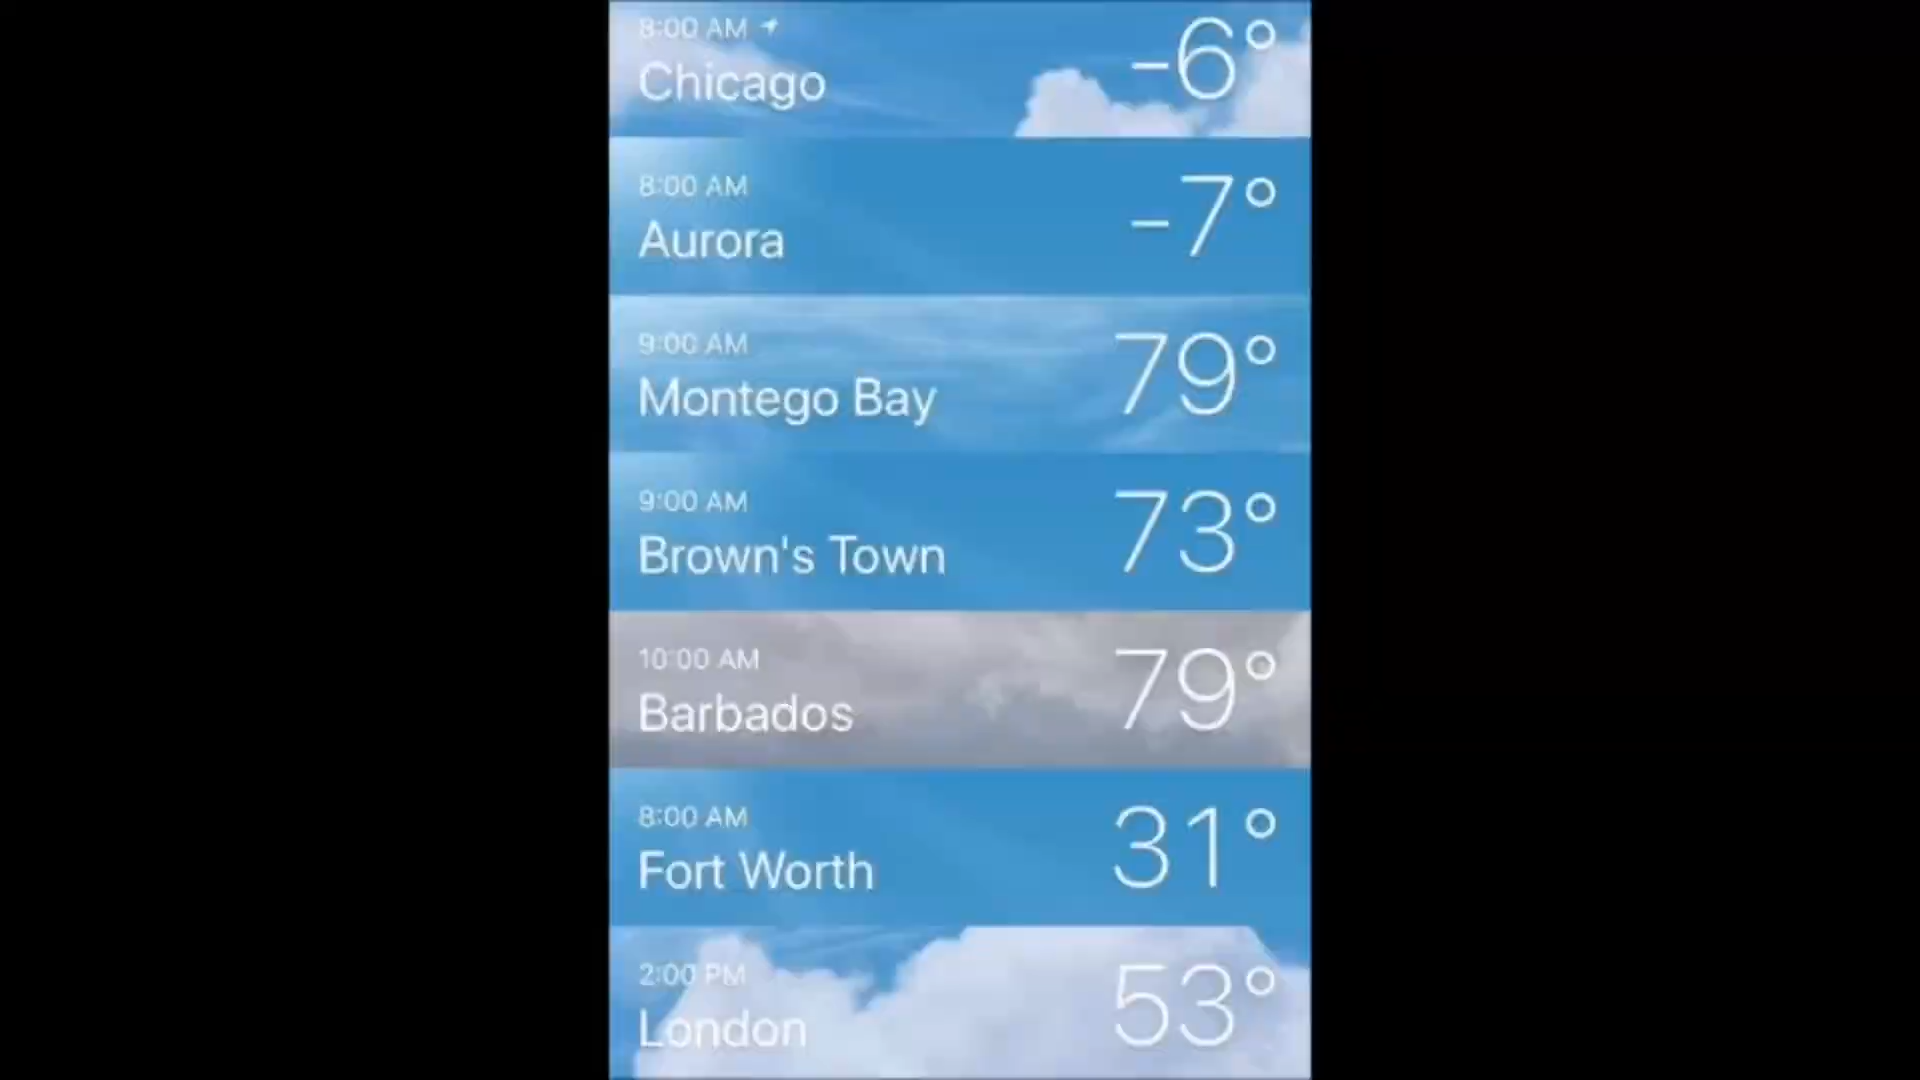 8:00 AM
Chicago
-6°
8:00 AM
Aurora
-7°
9:00 AM
Montego Bay
79°
9:00 AM
Brown's Town
73°
10:00 AM
Barbados
79°
8:00 AM
Fort Worth
31°
2:00 PM
London
53°